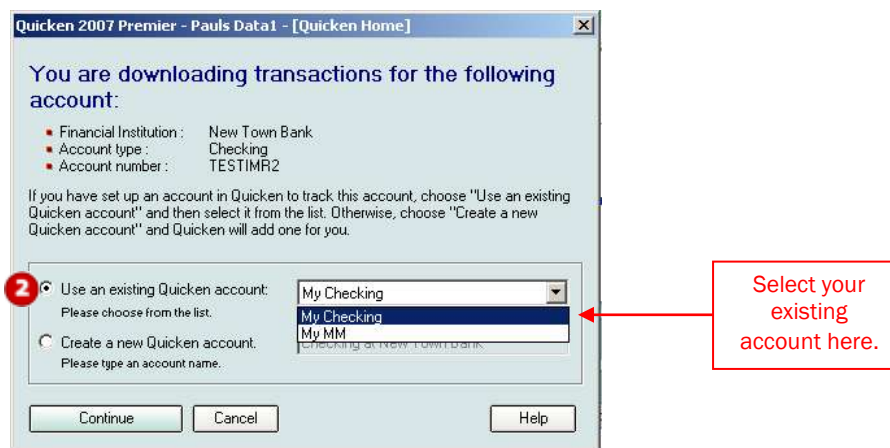 Quicken 2007 Premier - Pauls Data1 - [Quicken Home]
You are downloading transactions for the following
account:
Financial Institution : New Town Bank
Account type : Checking
Account number : TESTIMR2
If you have set up an account in Quicken to track this account, choose "Use an existing
Quicken account" and then select it from the list. Otherwise, choose "Create a new
Quicken account" and Quicken will add one for you.
2 Use an existing Quicken account: My Checking
Please choose from the list.
My Checking
My MM
Create a new Quicken account. Checking at New Town Bank
Please type an account name.
Continue Cancel Help
Select your
existing
account here.